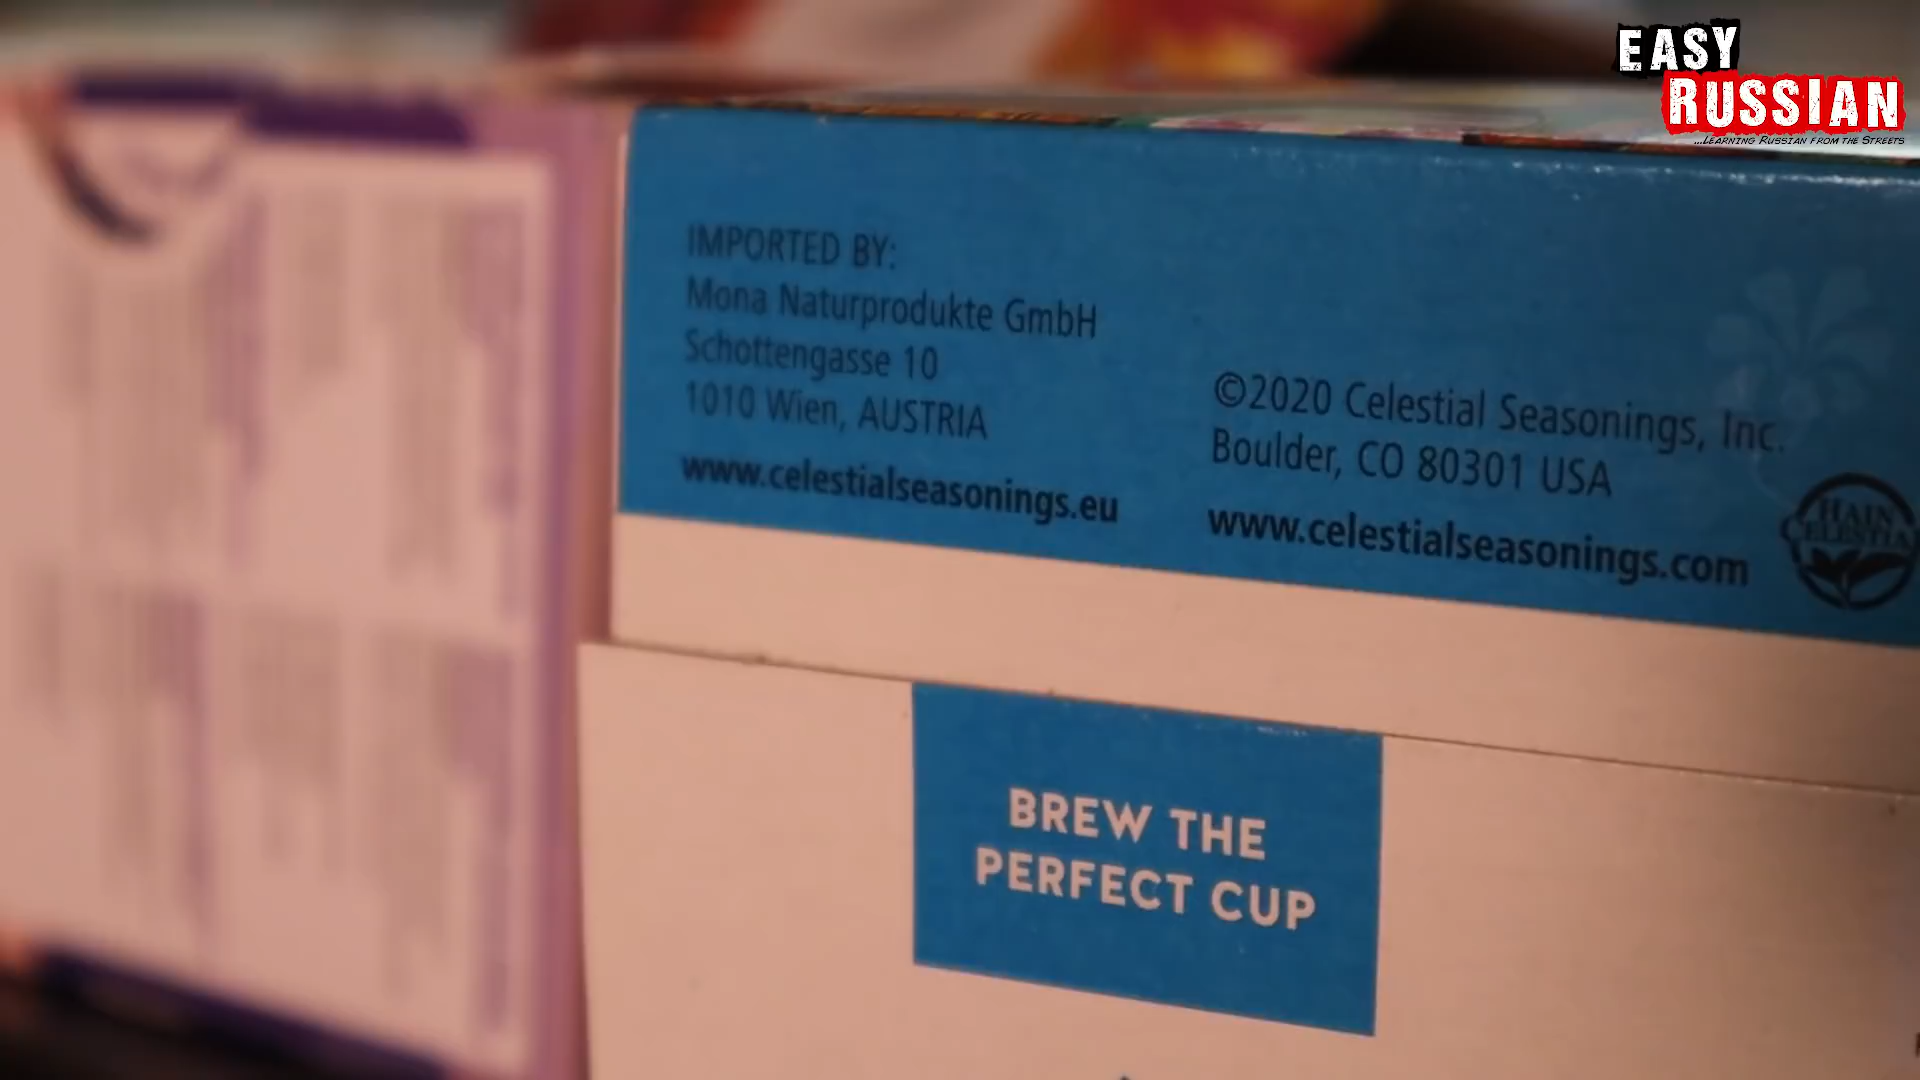 EASY
RUSSIAN
...LEARNING RUSSIAN FROM THE STREETS
IMPORTED BY:
Mona Naturprodukte GmbH
Schottengasse 10
1010 Wien, AUSTRIA
www.celestialseasonings.eu
©2020 Celestial Seasonings, Inc.
Boulder, CO 80301 USA
www.celestialseasonings.com
HAIN
CELESTIA
BREW THE
PERFECT CUP